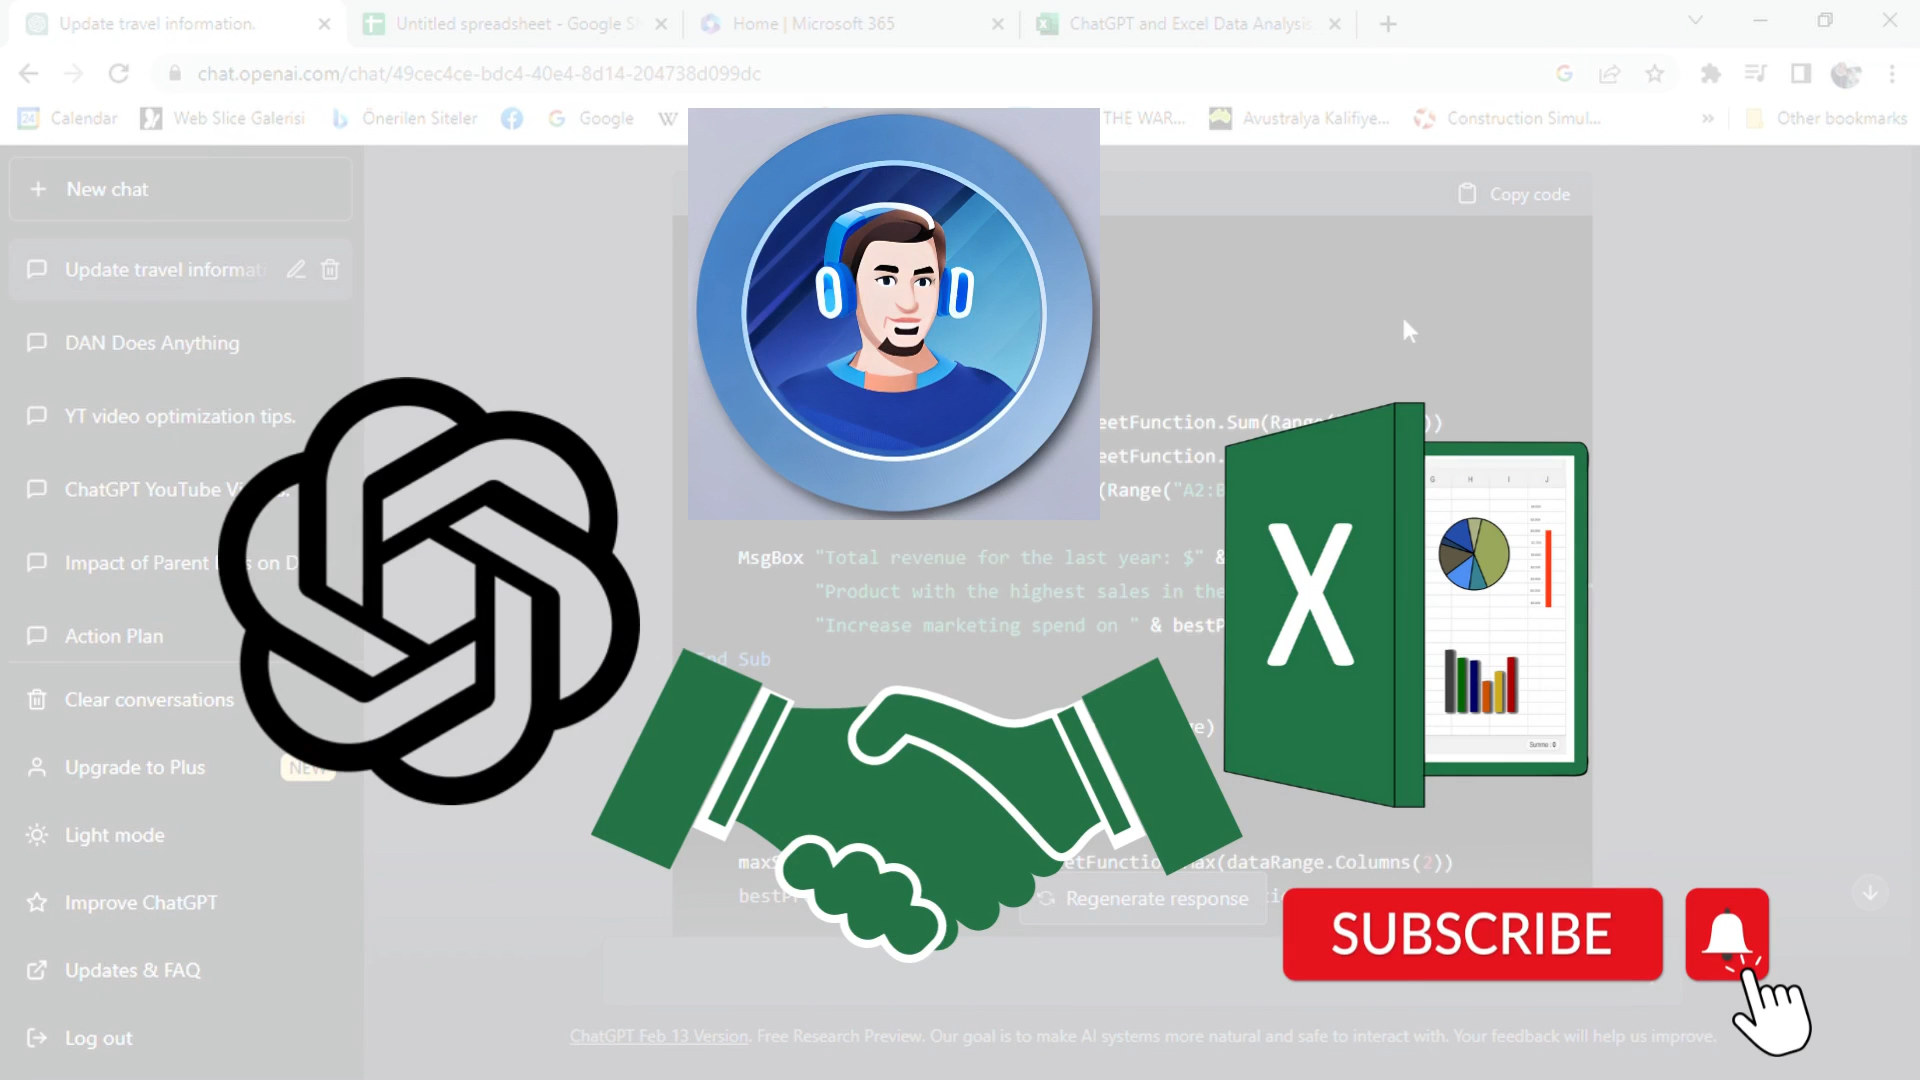 Update travel information.
Untitled spreadsheet - Google Sh
Home | Microsoft 365
ChatGPT and Excel Data Analysis
chat.openai.com/chat/49cec4ce-bdc4-40e4-8d14-204738d099dc
24 Calendar
Web Slice Galerisi
Önerilen Siteler
Google
W
THE WAR...
Avustralya Kalifiye...
Construction Simul...
» Other bookmarks
+ New chat
Copy code
Update travel informat
DAN Does Anything
YT video optimization tips.
ChatGPT YouTube Vi
Impact of Parent on D
Action Plan
Clear conversations
Upgrade to Plus NEW
Light mode
Improve ChatGPT
Updates & FAQ
Log out
eetFunction.Sum(Range( ))
eetFunction.
(Range("A2:B
MsgBox "Total revenue for the last year: $" &
"Product with the highest sales in the
"Increase marketing spend on " & bestP
End Sub
e)
maxS etFunction.Max(dataRange.Columns(2))
bestP
Regenerate response
X
G H I J
SUBSCRIBE
ChatGPT Feb 13 Version. Free Research Preview. Our goal is to make AI systems more natural and safe to interact with. Your feedback will help us improve.